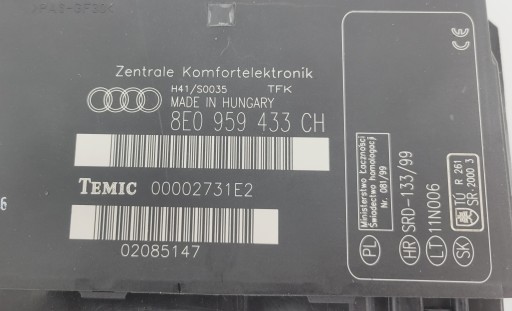 Zentrale Komfortelektronik
H41/S0035 TFK
MADE IN HUNGARY
8E0 959 433 CH
TEMIC 00002731E2
02085147
6
CE
PL
Ministerstwo Łączności
Świadectwo homologacji
Nr. 081/99
HR SRD-133/99
LT 11N006
SK TÚ R 261
SR-2000 3